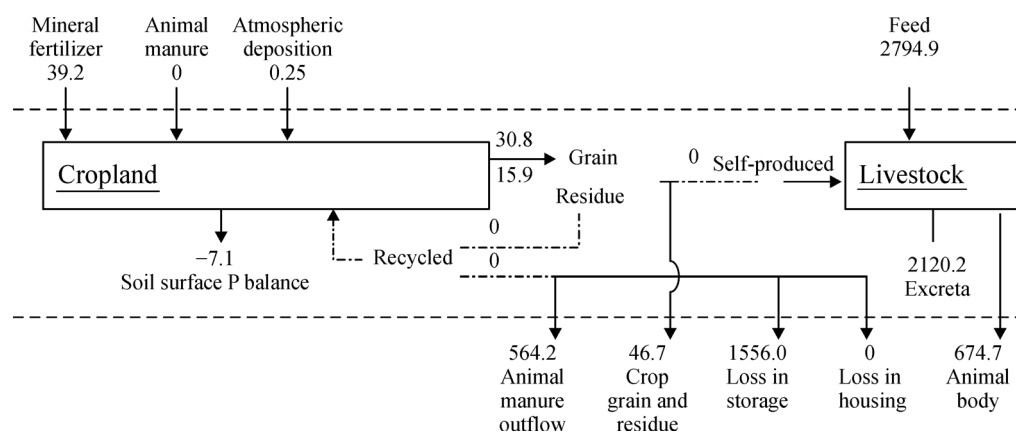 Mineral
fertilizer
39.2
Animal
manure
0
Atmospheric
deposition
0.25
Feed
2794.9
Cropland
30.8
15.9
Grain
Residue
0
Self-produced
Livestock
−7.1
Soil surface P balance
Recycled
0
0
2120.2
Excreta
564.2
Animal
manure
outflow
46.7
Crop
grain and
residue
1556.0
Loss in
storage
0
Loss in
housing
674.7
Animal
body